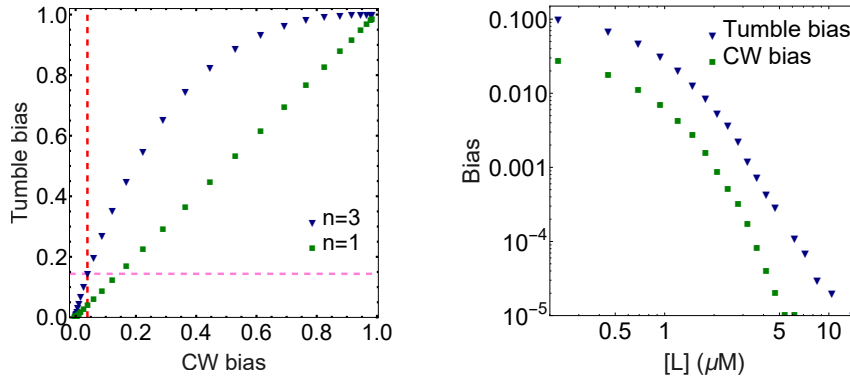 Tumble bias
1.0
0.8
0.6
0.4
0.2
0.0
0.0 0.2 0.4 0.6 0.8 1.0
CW bias
n=3
n=1
Bias
0.100
0.010
0.001
10⁻⁴
10⁻⁵
0.5 1 5 10
[L] (μM)
Tumble bias
CW bias